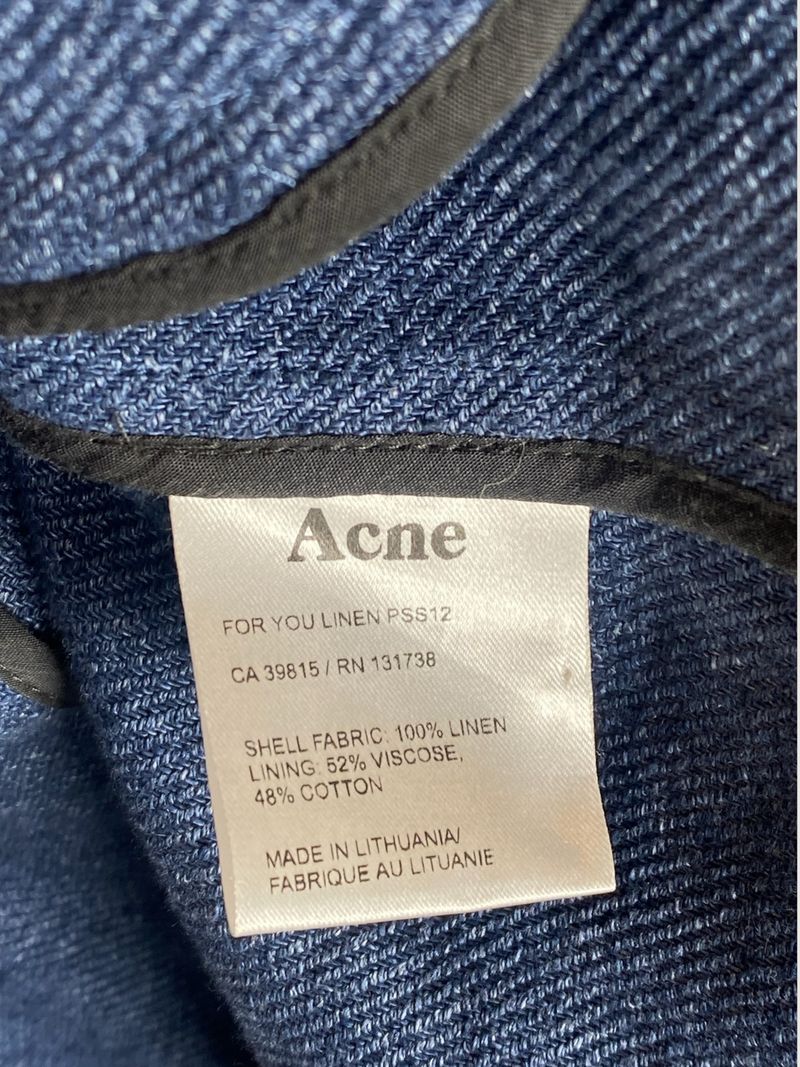 Acne
FOR YOU LINEN PSS12
CA 39815 / RN 131738
SHELL FABRIC: 100% LINEN
LINING: 52% VISCOSE,
48% COTTON
MADE IN LITHUANIA/
FABRIQUE AU LITUANIE